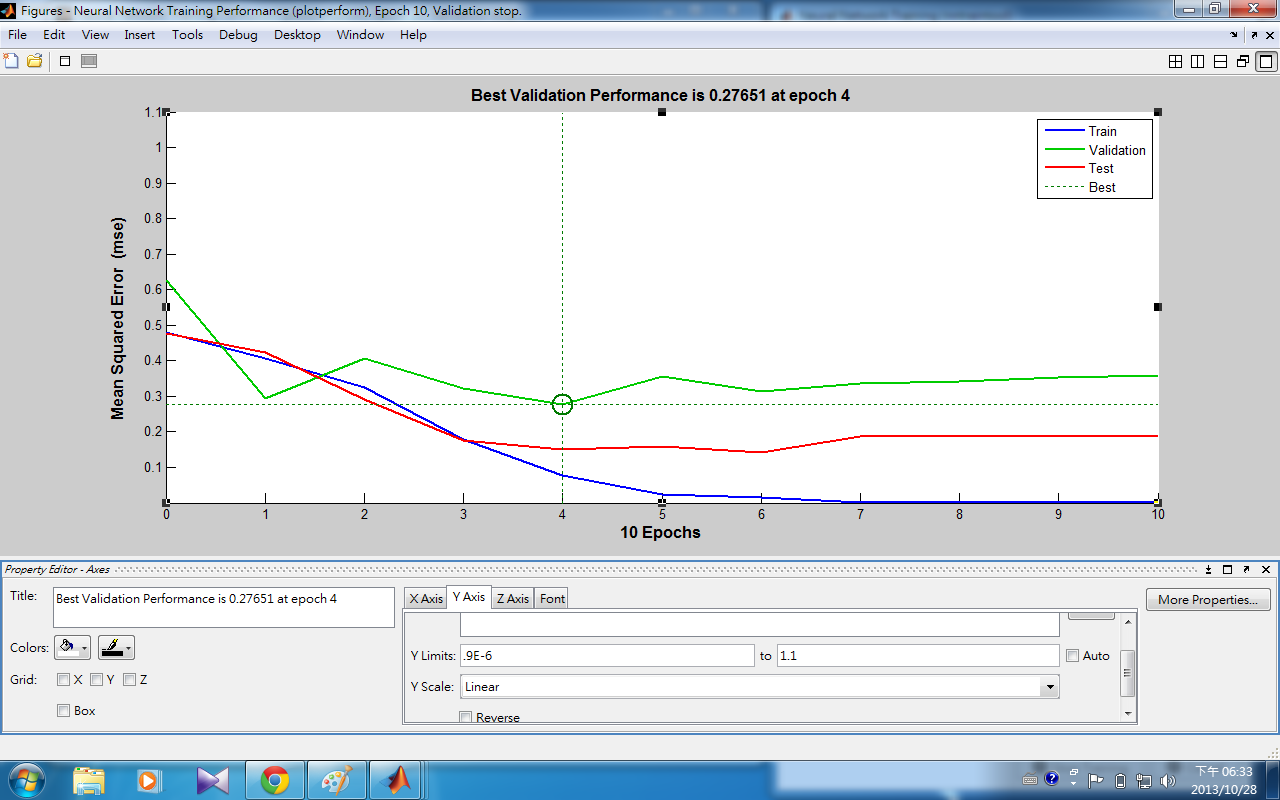 Figures - Neural Network Training Performance (plotperform), Epoch 10, Validation stop.
File Edit View Insert Tools Debug Desktop Window Help
Best Validation Performance is 0.27651 at epoch 4
Mean Squared Error (mse)
1.1
1
0.9
0.8
0.7
0.6
0.5
0.4
0.3
0.2
0.1
Train
Validation
Test
Best
0 1 2 3 4 5 6 7 8 9 10
10 Epochs
Property Editor - Axes
Title: Best Validation Performance is 0.27651 at epoch 4
Colors:
Grid: X Y Z
Box
X Axis Y Axis Z Axis Font
Y Limits: .9E-6 to 1.1 Auto
Y Scale: Linear
Reverse
More Properties...
下午 06:33
2013/10/28